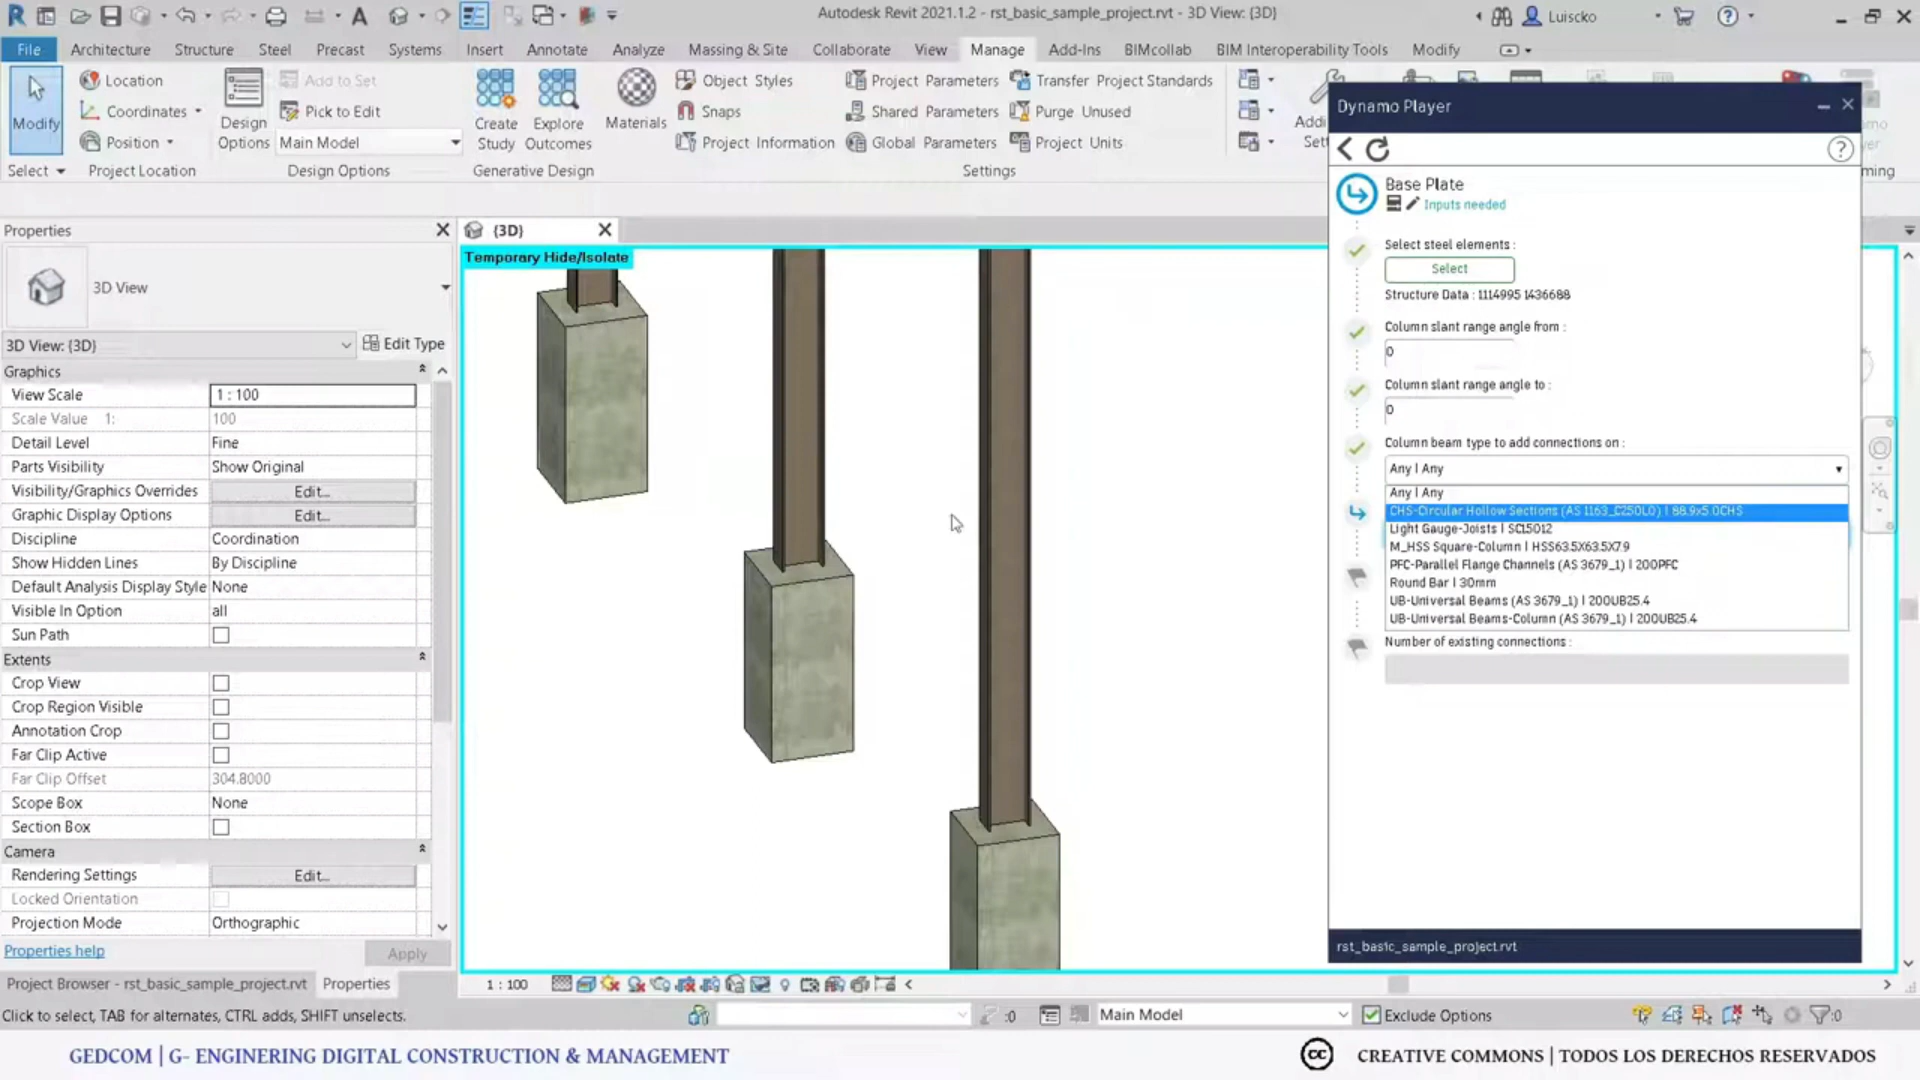 Autodesk Revit 2021.1.2 - rst_basic_sample_project.rvt - 3D View: {3D}
Luiscko
File Architecture Structure Steel Precast Systems Insert Annotate Analyze Massing & Site Collaborate View Manage Add-Ins BIMcollab BIM Interoperability Tools Modify
Modify
Select
Location
Coordinates
Position
Project Location
Design Options
Add to Set
Pick to Edit
Main Model
Design Options
Create Study
Explore Outcomes
Generative Design
Materials
Object Styles
Snaps
Project Information
Project Parameters
Shared Parameters
Global Parameters
Transfer Project Standards
Purge Unused
Project Units
Settings
Properties
3D View
3D View: {3D}
Edit Type
Graphics
View Scale 1 : 100
Scale Value 1: 100
Detail Level Fine
Parts Visibility Show Original
Visibility/Graphics Overrides Edit...
Graphic Display Options Edit...
Discipline Coordination
Show Hidden Lines By Discipline
Default Analysis Display Style None
Visible In Option all
Sun Path
Extents
Crop View
Crop Region Visible
Annotation Crop
Far Clip Active
Far Clip Offset 304.8000
Scope Box None
Section Box
Camera
Rendering Settings Edit...
Locked Orientation
Projection Mode Orthographic
Properties help
Apply
Project Browser - rst_basic_sample_project.rvt Properties
{3D}
Temporary Hide/Isolate
Dynamo Player
Base Plate
Inputs needed
Select steel elements :
Select
Structure Data : 1114995 1436688
Column slant range angle from :
0
Column slant range angle to :
0
Column beam type to add connections on :
Any | Any
Any | Any
CHS-Circular Hollow Sections (AS 1163_C250L0) | 88.9x5.0CHS
Light Gauge-Joists | SC15012
M_HSS Square-Column | HSS63.5X63.5X7.9
PFC-Parallel Flange Channels (AS 3679_1) | 200PFC
Round Bar | 30mm
UB-Universal Beams (AS 3679_1) | 200UB25.4
UB-Universal Beams-Column (AS 3679_1) | 200UB25.4
Number of existing connections :
rst_basic_sample_project.rvt
1 : 100
Click to select, TAB for alternates, CTRL adds, SHIFT unselects.
:0
Main Model
Exclude Options
:0
GEDCOM | G- ENGINERING DIGITAL CONSTRUCTION & MANAGEMENT
cc CREATIVE COMMONS | TODOS LOS DERECHOS RESERVADOS